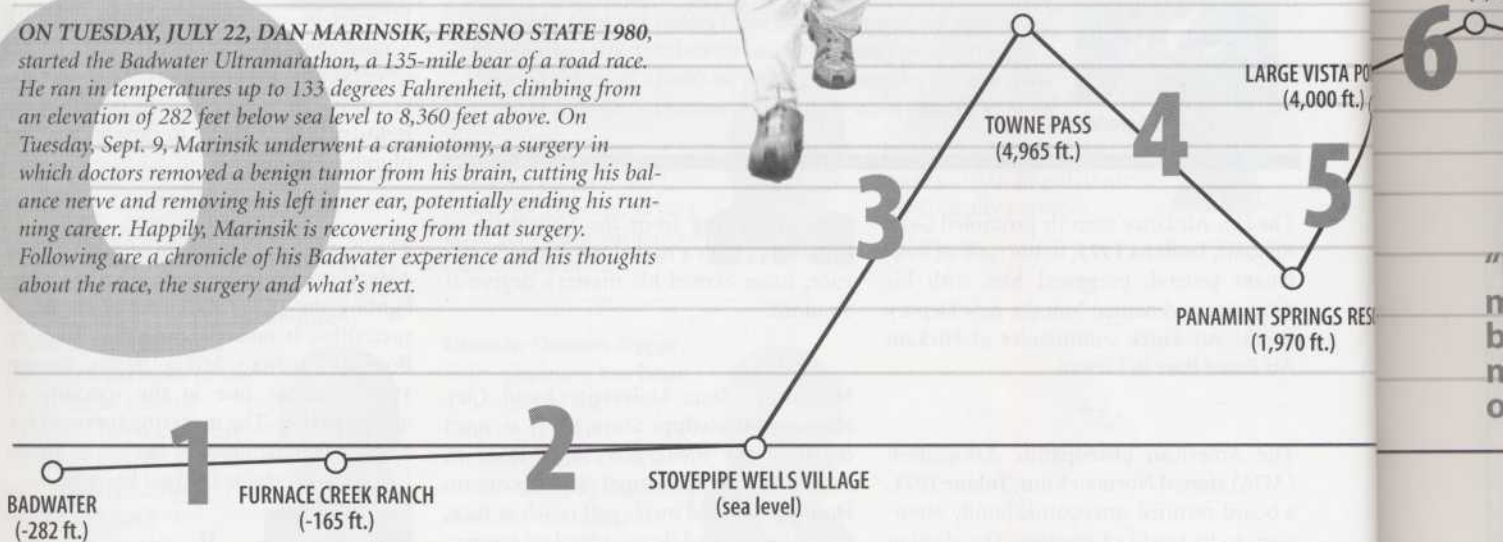 ON TUESDAY, JULY 22, DAN MARINSIK, FRESNO STATE 1980,
started the Badwater Ultramarathon, a 135-mile bear of a road race.
He ran in temperatures up to 133 degrees Fahrenheit, climbing from
an elevation of 282 feet below sea level to 8,360 feet above. On
Tuesday, Sept. 9, Marinsik underwent a craniotomy, a surgery in
which doctors removed a benign tumor from his brain, cutting his bal-
ance nerve and removing his left inner ear, potentially ending his run-
ning career. Happily, Marinsik is recovering from that surgery.
Following are a chronicle of his Badwater experience and his thoughts
about the race, the surgery and what's next.
0
1
2
3
4
5
6
BADWATER
(-282 ft.)
FURNACE CREEK RANCH
(-165 ft.)
STOVEPIPE WELLS VILLAGE
(sea level)
TOWNE PASS
(4,965 ft.)
PANAMINT SPRINGS RES
(1,970 ft.)
LARGE VISTA PO
(4,000 ft.)
"
n
b
n
o